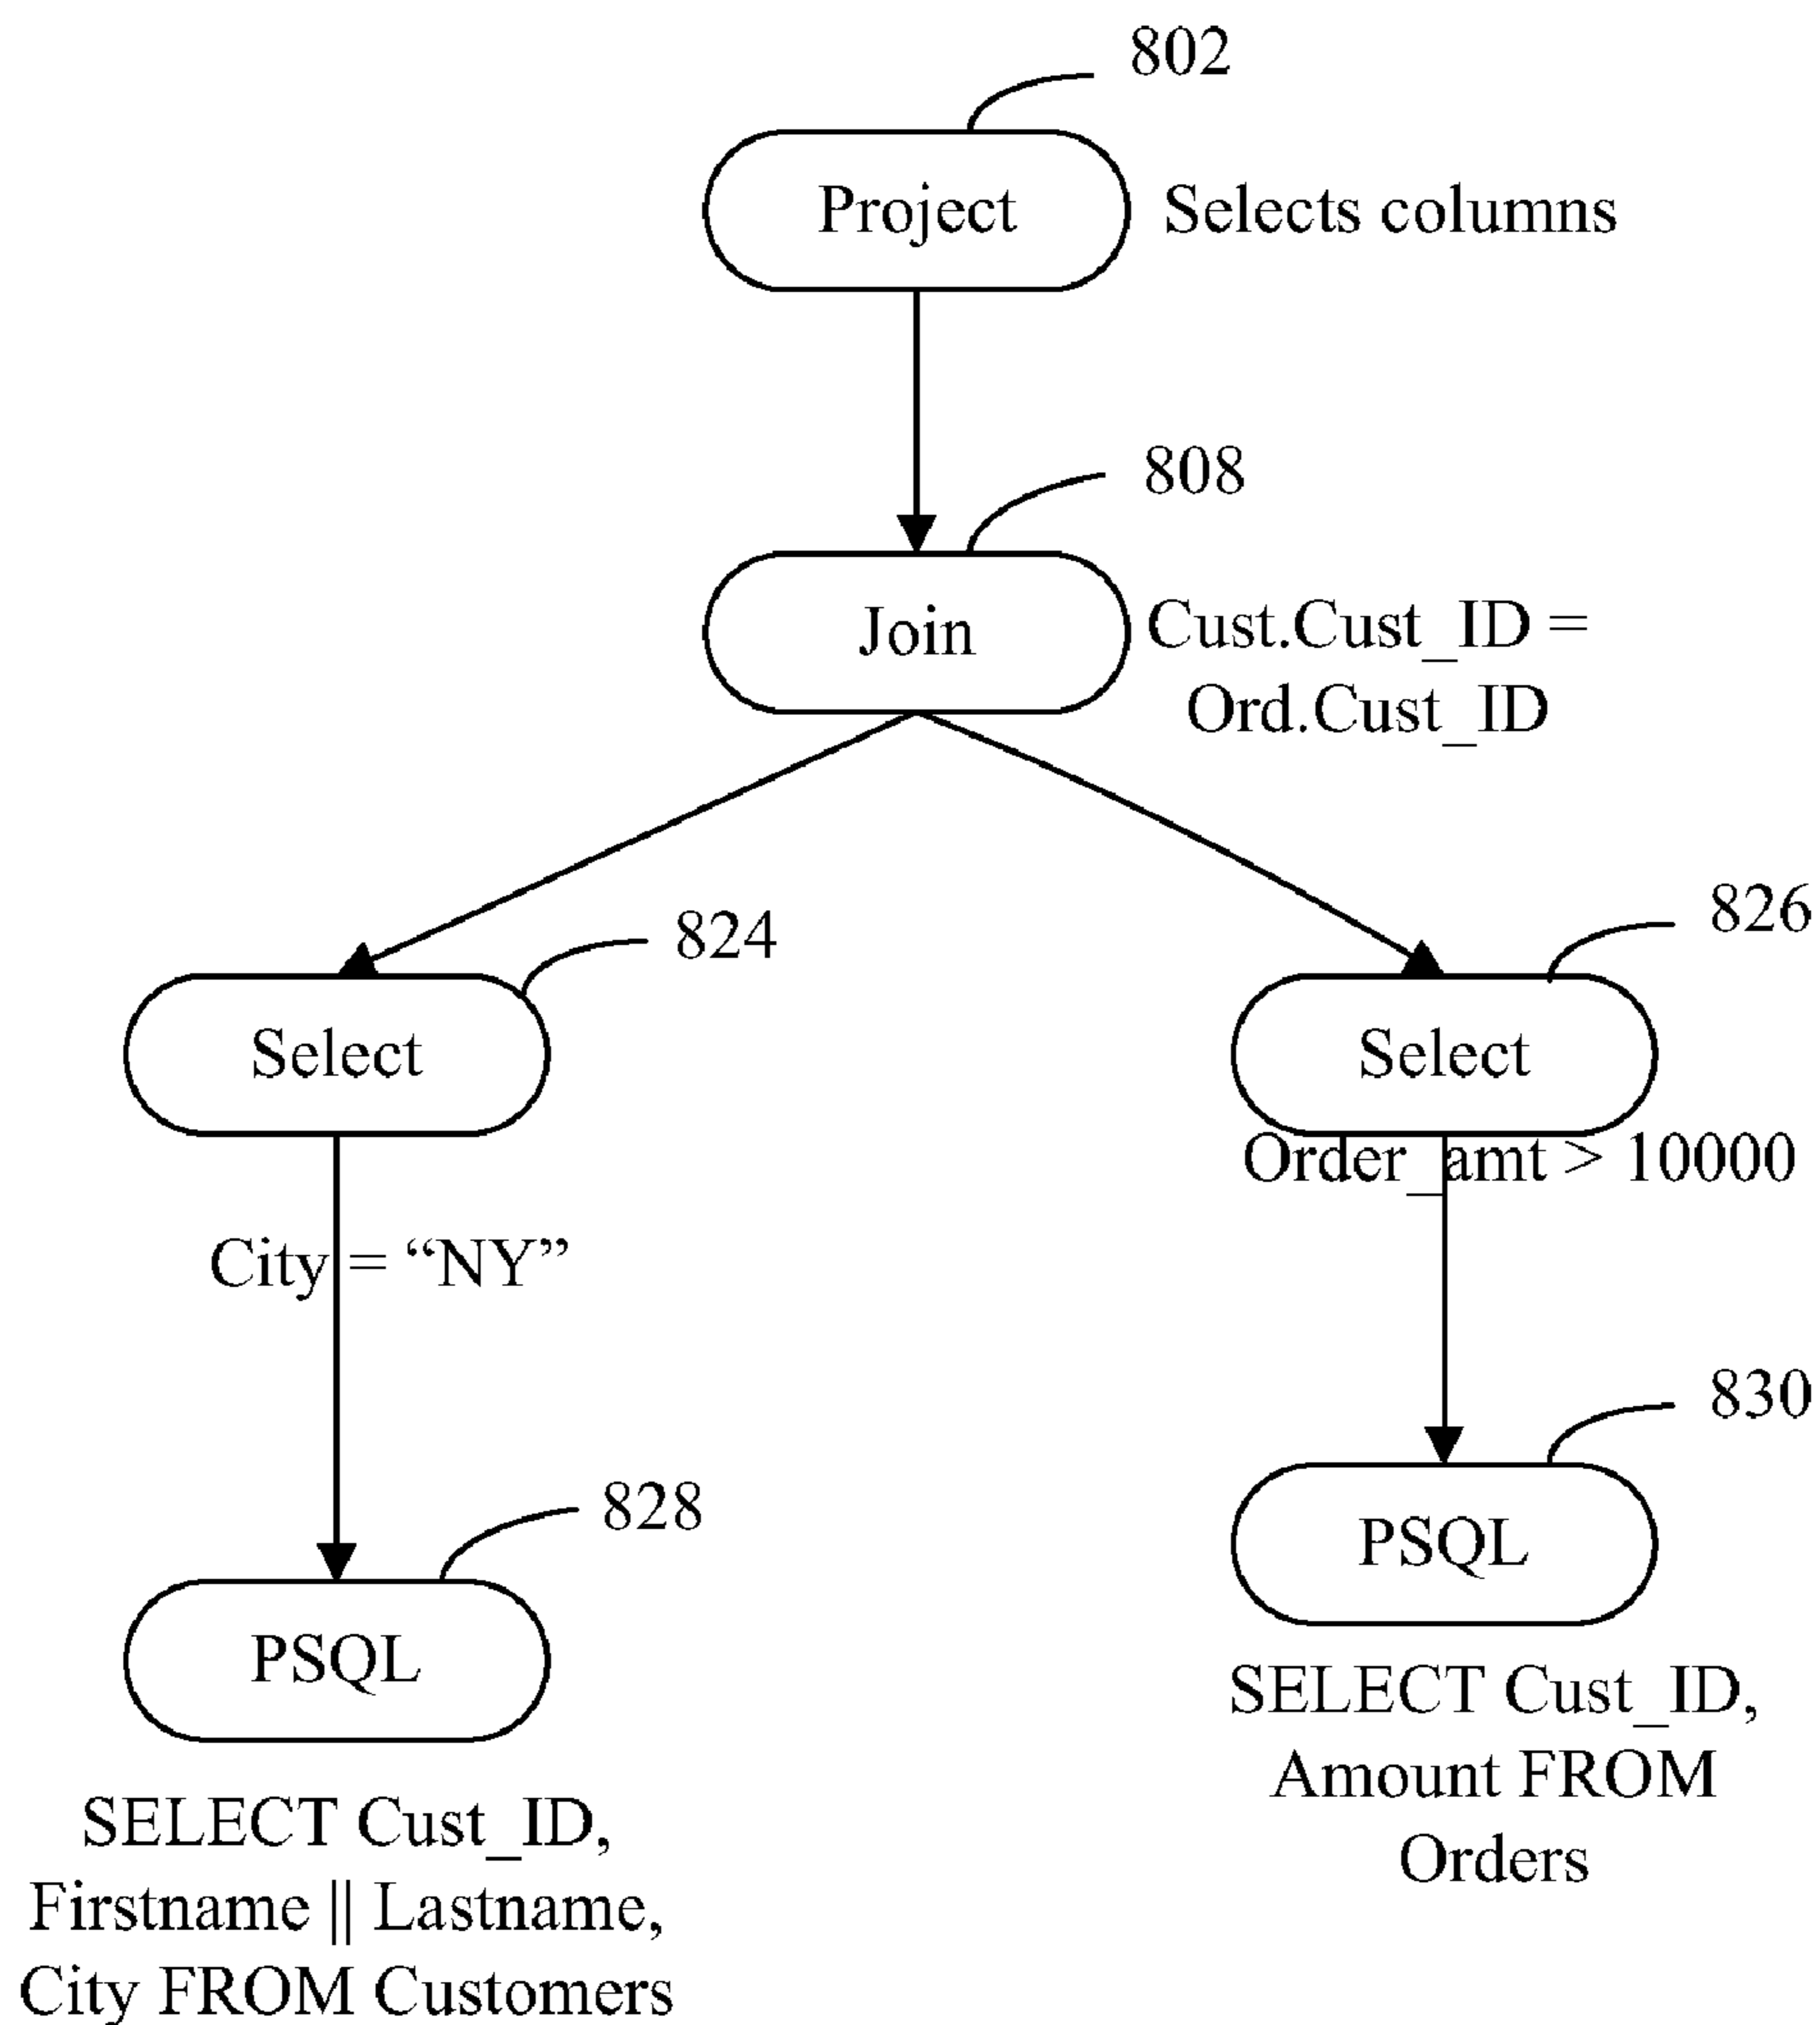 802
Project
Selects columns
808
Join
Cust.Cust_ID =
Ord.Cust_ID
824
Select
City = “NY”
826
Select
Order_amt > 10000
828
PSQL
SELECT Cust_ID,
Firstname || Lastname,
City FROM Customers
830
PSQL
SELECT Cust_ID,
Amount FROM
Orders